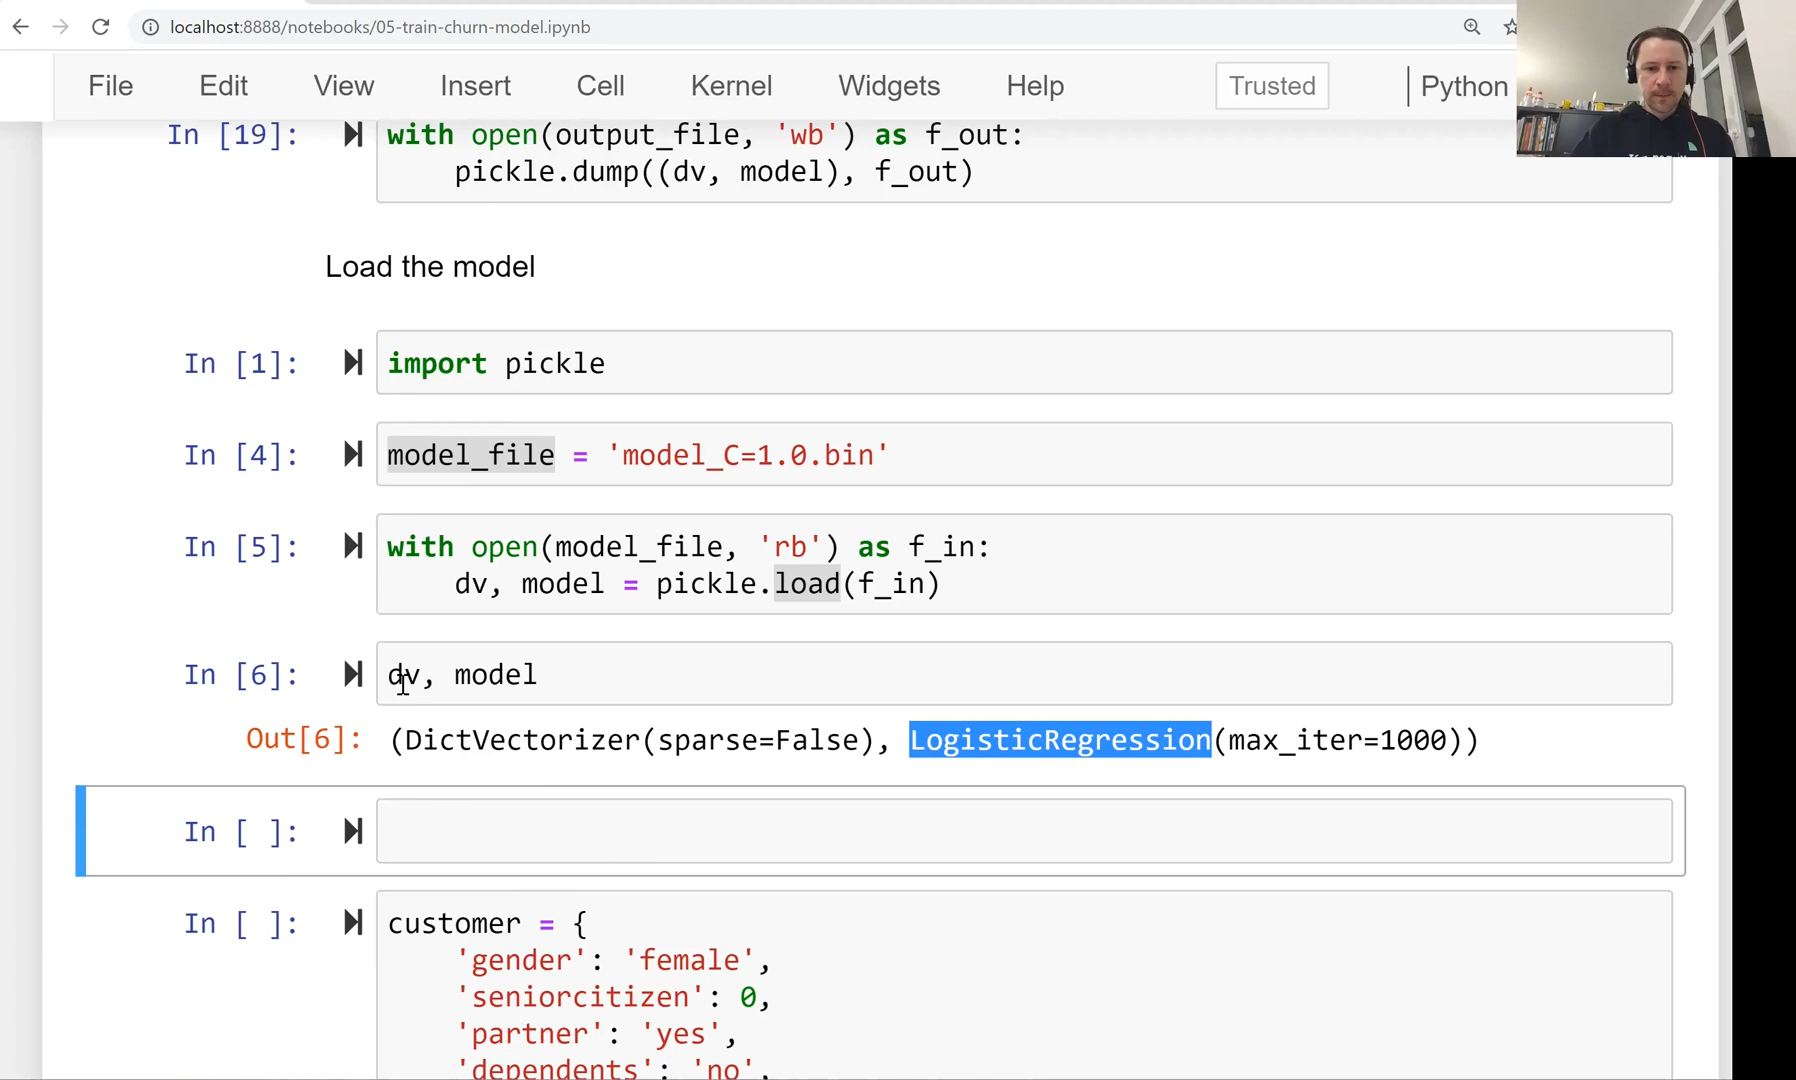 localhost:8888/notebooks/05-train-churn-model.ipynb
File Edit View Insert Cell Kernel Widgets Help Trusted Python
In [19]: with open(output_file, 'wb') as f_out:
pickle.dump((dv, model), f_out)
Load the model
In [1]: import pickle
In [4]: model_file = 'model_C=1.0.bin'
In [5]: with open(model_file, 'rb') as f_in:
dv, model = pickle.load(f_in)
In [6]: dv, model
Out[6]: (DictVectorizer(sparse=False), LogisticRegression(max_iter=1000))
In [ ]:
In [ ]: customer = {
'gender': 'female',
'seniorcitizen': 0,
'partner': 'yes',
'dependents': 'no',